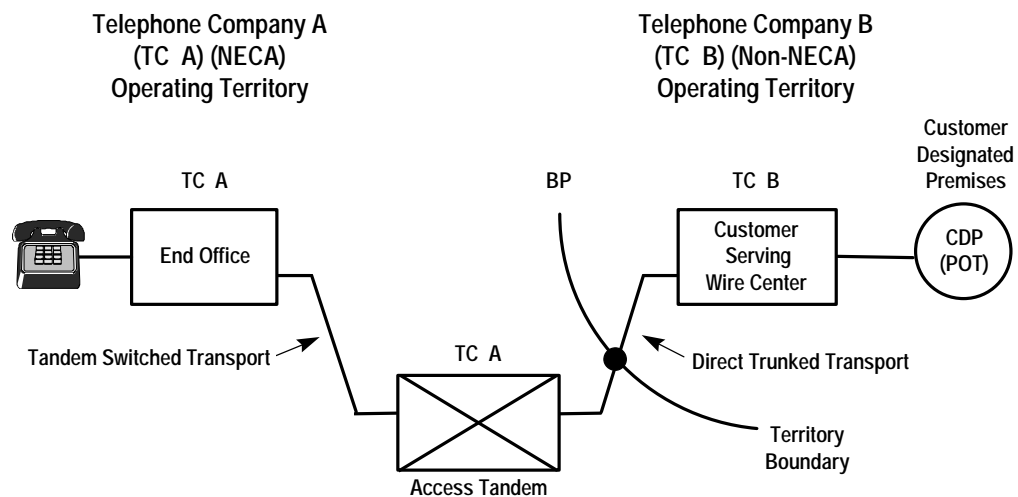 Telephone Company A
(TC A) (NECA)
Operating Territory
Telephone Company B
(TC B) (Non-NECA)
Operating Territory
Customer
Designated
Premises
TC A
BP
TC B
End Office
Customer
Serving
Wire Center
CDP
(POT)
Tandem Switched Transport
TC A
Direct Trunked Transport
Territory
Boundary
Access Tandem